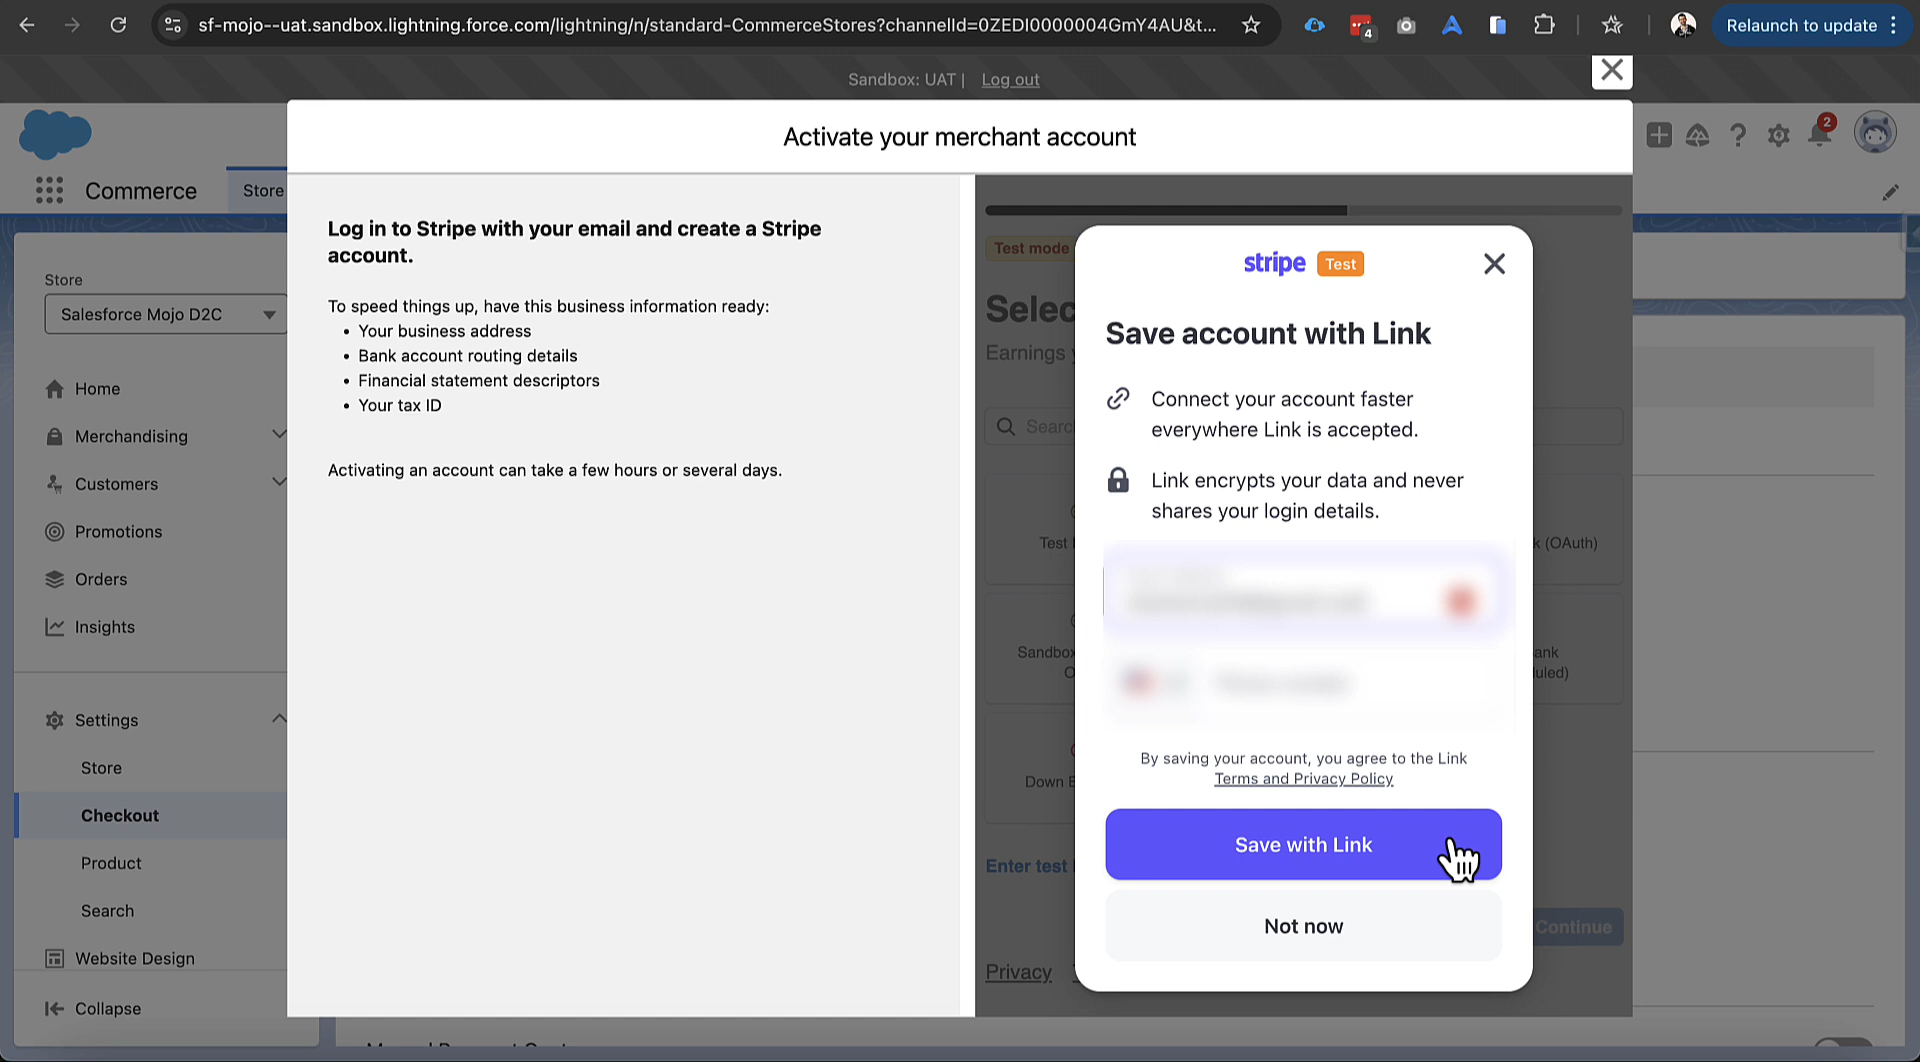 sf-mojo--uat.sandbox.lightning.force.com/lightning/n/standard-CommerceStores?channelId=0ZEDI0000004GmY4AU&t...
4
Relaunch to update
Sandbox: UAT |
Log out
Activate your merchant account
2
Commerce
Store
Log in to Stripe with your email and create a Stripe
account.
To speed things up, have this business information ready:
• Your business address
• Bank account routing details
• Financial statement descriptors
• Your tax ID
Activating an account can take a few hours or several days.
Store
Salesforce Mojo D2C
Home
Merchandising
Customers
Promotions
Orders
Insights
Settings
Store
Checkout
Product
Search
Website Design
Collapse
Test mode
Selec
Earnings
Searc
Test
k (OAuth)
Sandbox
ank
uled)
Down
Enter test
Continue
Privacy
stripe
Test
Save account with Link
Connect your account faster
everywhere Link is accepted.
Link encrypts your data and never
shares your login details.
By saving your account, you agree to the Link
Terms and Privacy Policy
Save with Link
Not now